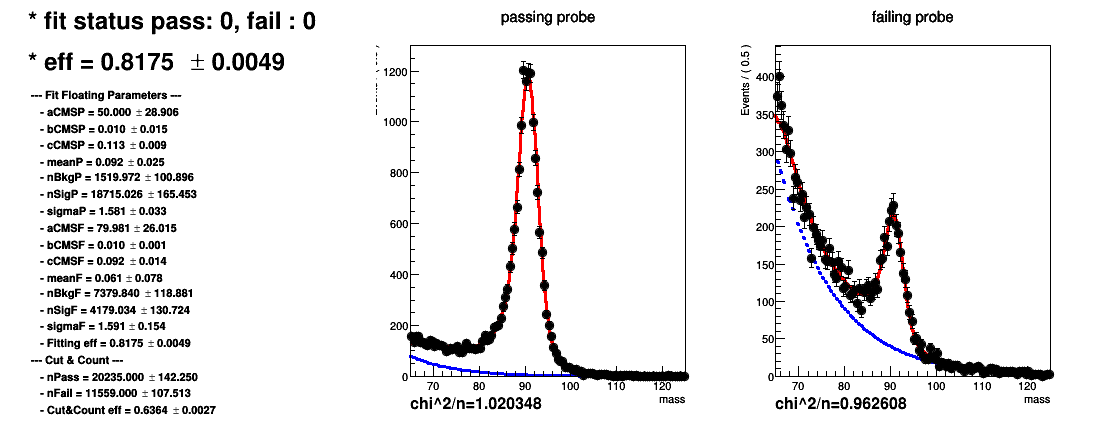 * fit status pass: 0, fail : 0
* eff = 0.8175 ± 0.0049
--- Fit Floating Parameters ---
- aCMSP = 50.000 ± 28.906
- bCMSP = 0.010 ± 0.015
- cCMSP = 0.113 ± 0.009
- meanP = 0.092 ± 0.025
- nBkgP = 1519.972 ± 100.896
- nSigP = 18715.026 ± 165.453
- sigmaP = 1.581 ± 0.033
- aCMSF = 79.981 ± 26.015
- bCMSF = 0.010 ± 0.001
- cCMSF = 0.092 ± 0.014
- meanF = 0.061 ± 0.078
- nBkgF = 7379.840 ± 118.881
- nSigF = 4179.034 ± 130.724
- sigmaF = 1.591 ± 0.154
- Fitting eff = 0.8175 ± 0.0049
--- Cut & Count ---
- nPass = 20235.000 ± 142.250
- nFail = 11559.000 ± 107.513
- Cut&Count eff = 0.6364 ± 0.0027
passing probe
1200
1000
800
600
400
200
0
70 80 90 100 110 120
mass
chi^2/n=1.020348
failing probe
Events / ( 0.5 )
400
350
300
250
200
150
100
50
0
70 80 90 100 110 120
mass
chi^2/n=0.962608